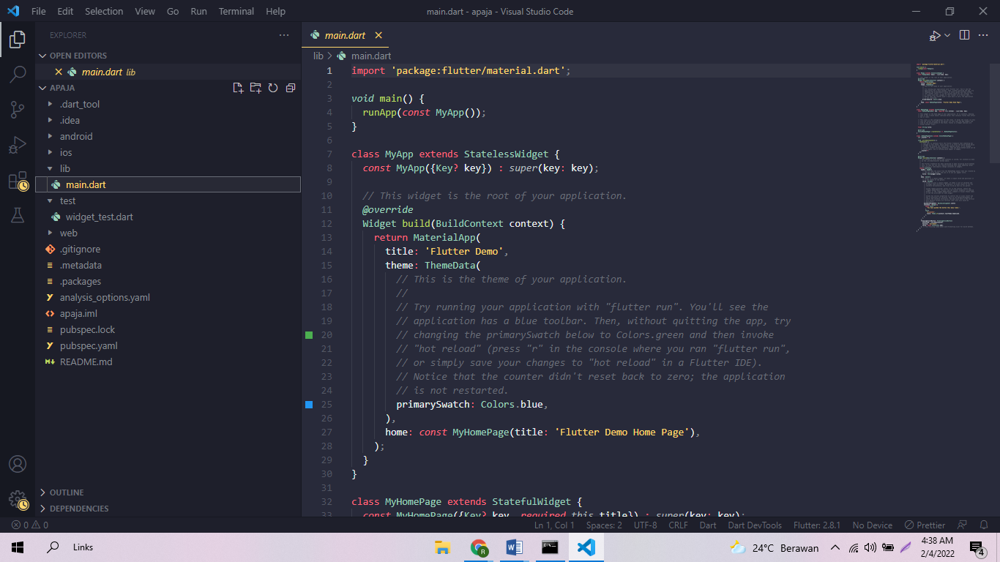 File Edit Selection View Go Run Terminal Help
main.dart - apaja - Visual Studio Code
EXPLORER
OPEN EDITORS
main.dart lib
APAJA
.dart_tool
.idea
android
ios
lib
main.dart
test
widget_test.dart
web
.gitignore
.metadata
.packages
analysis_options.yaml
apaja.iml
pubspec.lock
pubspec.yaml
README.md
OUTLINE
DEPENDENCIES
main.dart
lib > main.dart
1 import 'package:flutter/material.dart';
2
3 void main() {
4 runApp(const MyApp());
5 }
6
7 class MyApp extends StatelessWidget {
8 const MyApp({Key? key}) : super(key: key);
9
10 // This widget is the root of your application.
11 @override
12 Widget build(BuildContext context) {
13 return MaterialApp(
14 title: 'Flutter Demo',
15 theme: ThemeData(
16 // This is the theme of your application.
17 //
18 // Try running your application with "flutter run". You'll see the
19 // application has a blue toolbar. Then, without quitting the app, try
20 // changing the primarySwatch below to Colors.green and then invoke
21 // "hot reload" (press "r" in the console where you ran "flutter run",
22 // or simply save your changes to "hot reload" in a Flutter IDE).
23 // Notice that the counter didn't reset back to zero; the application
24 // is not restarted.
25 primarySwatch: Colors.blue,
26 ),
27 home: const MyHomePage(title: 'Flutter Demo Home Page'),
28 );
29 }
30 }
31
32 class MyHomePage extends StatefulWidget {
33 const MyHomePage({Key? key, required this.title}) : super(key: key);
0 0
Ln 1, Col 1 Spaces: 2 UTF-8 CRLF Dart Dart DevTools Flutter: 2.8.1 No Device Prettier
Links
24°C Berawan
4:38 AM
2/4/2022
4